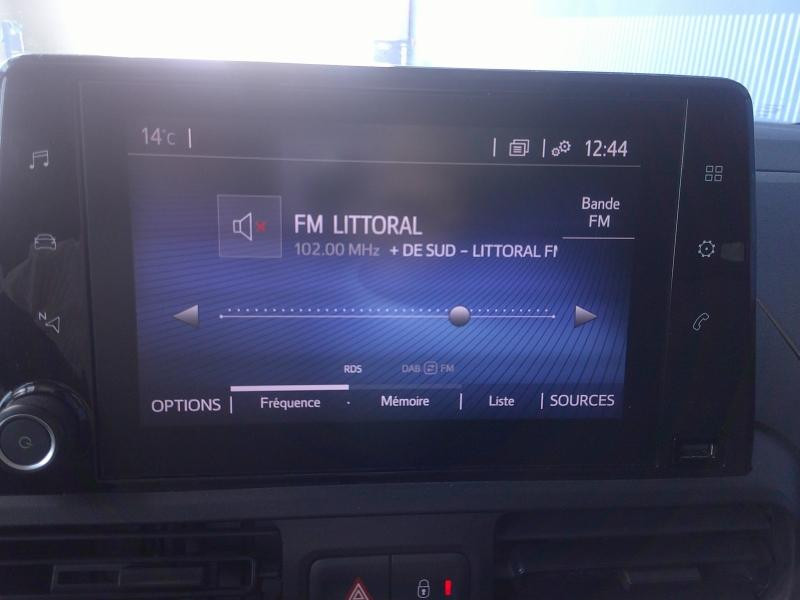 14°C
12:44
Bande
FM
FM LITTORAL
102.00 MHz + DE SUD - LITTORAL FM
N
RDS
DAB FM
OPTIONS
Fréquence
Mémoire
Liste
SOURCES